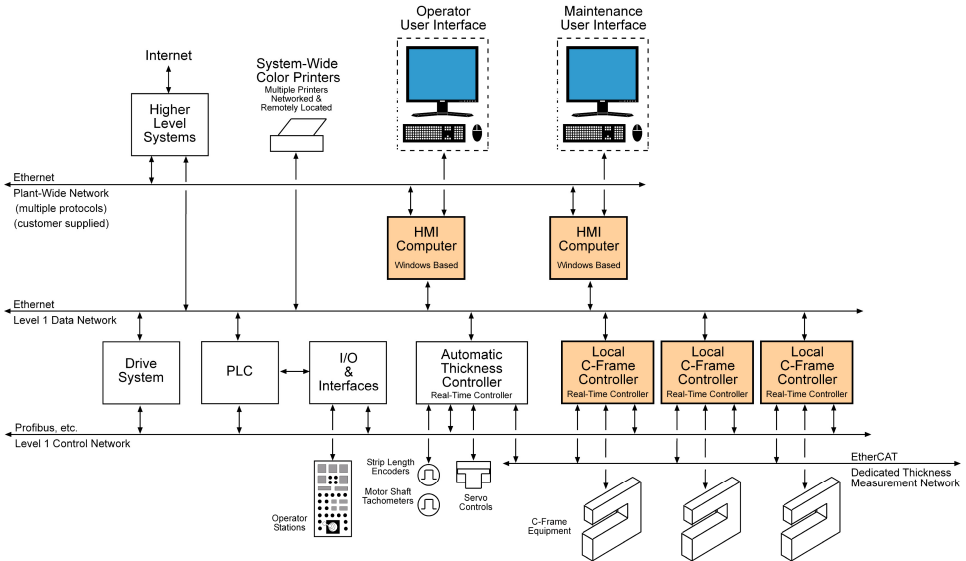 Operator
User Interface
Maintenance
User Interface
Internet
System-Wide
Color Printers
Multiple Printers
Networked &
Remotely Located
Higher
Level
Systems
Ethernet
Plant-Wide Network
(multiple protocols)
(customer supplied)
HMI
Computer
Windows Based
HMI
Computer
Windows Based
Ethernet
Level 1 Data Network
Drive
System
PLC
I/O
&
Interfaces
Automatic
Thickness
Controller
Real-Time Controller
Local
C-Frame
Controller
Real-Time Controller
Local
C-Frame
Controller
Real-Time Controller
Local
C-Frame
Controller
Real-Time Controller
Profibus, etc.
Level 1 Control Network
EtherCAT
Dedicated Thickness
Measurement Network
Strip Length
Encoders
Motor Shaft
Tachometers
Servo
Controls
Operator
Stations
C-Frame
Equipment